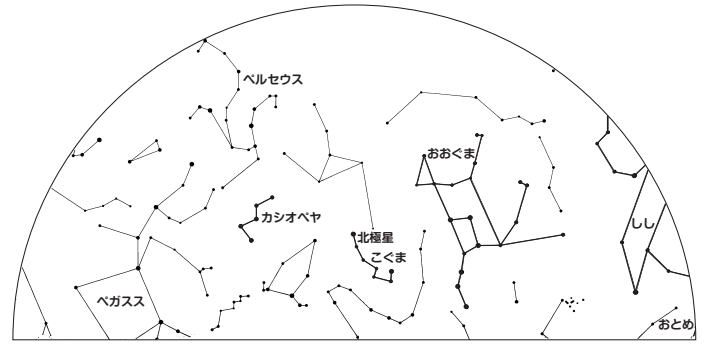 ペルセウス
おおぐま
カシオペヤ
しし
北極星
こぐま
ペガスス
おとめ